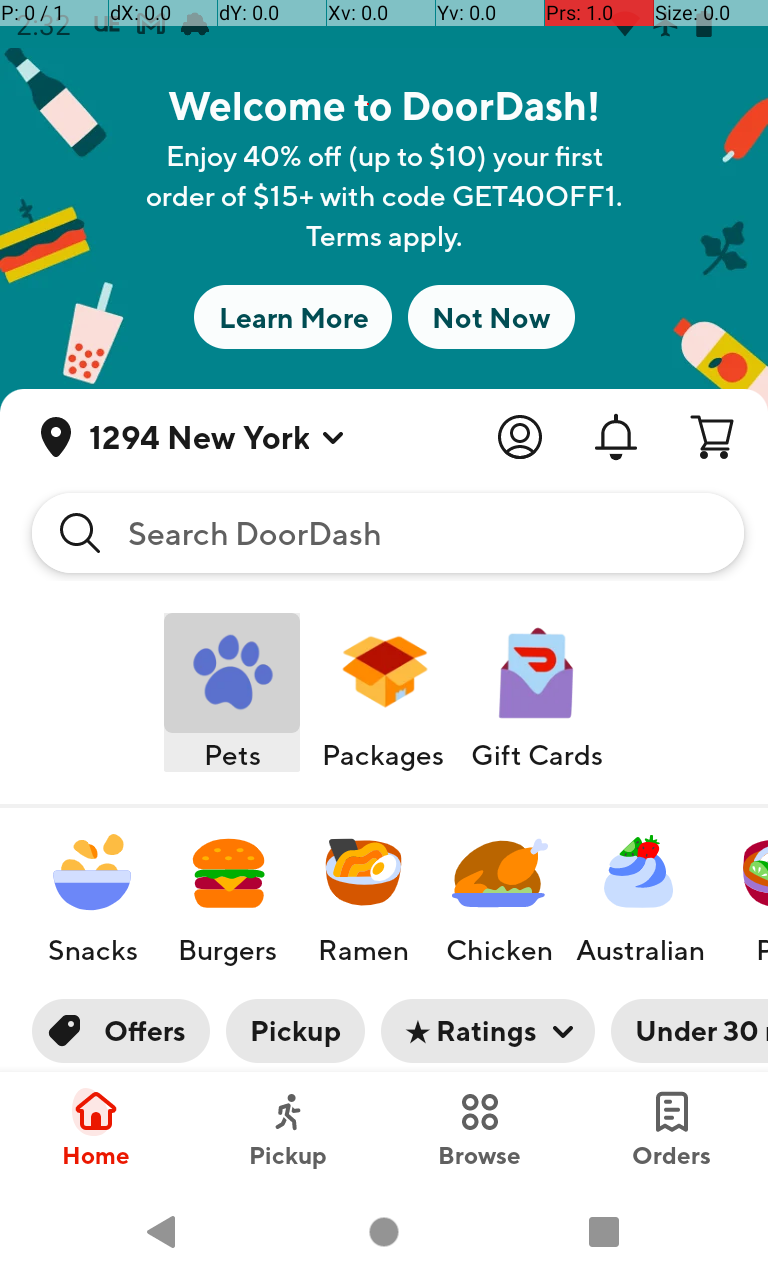 P: 0 / 1 dX: 0.0 dY: 0.0 Xv: 0.0 Yv: 0.0 Prs: 1.0 Size: 0.0
2:32 UE
Welcome to DoorDash!
Enjoy 40% off (up to $10) your first
order of $15+ with code GET40OFF1.
Terms apply.
Learn More Not Now
1294 New York
Search DoorDash
Pets Packages Gift Cards
Snacks Burgers Ramen Chicken Australian
Offers Pickup ★ Ratings Under 30
Home Pickup Browse Orders